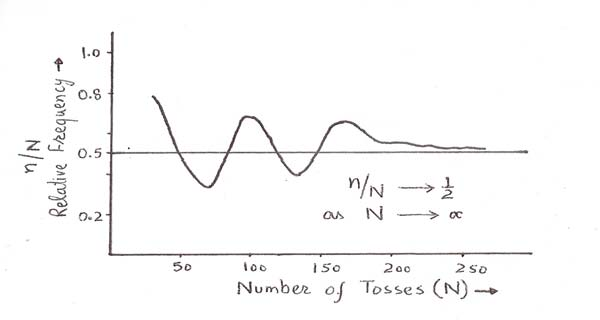 n/N
Relative Frequency →
1.0
0.8
0.5
0.2
n/N → 1/2
as N → ∝
50 100 150 200 250
Number of Tosses (N) →